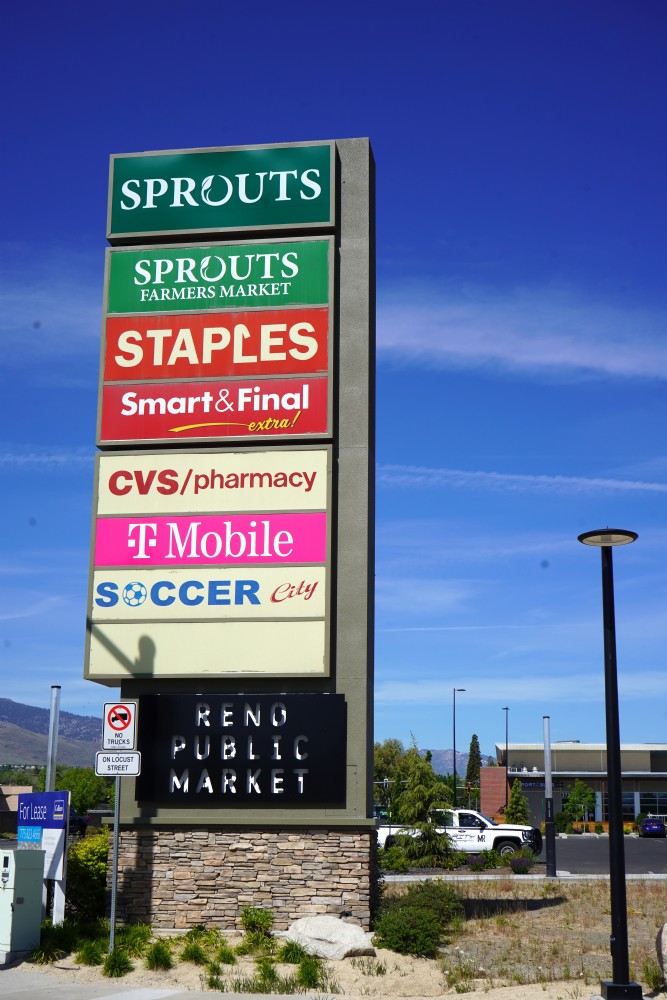 SPROUTS
SPROUTS
FARMERS MARKET
STAPLES
Smart&Final
extra!
CVS/pharmacy
T Mobile
SOCCER City
RENO
PUBLIC
MARKET
NO
TRUCKS
ON LOCUST
STREET
For Lease